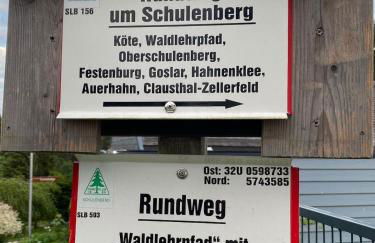 Rundweg
um Schulenberg
SLB 156
Köte, Waldlehrpfad,
Oberschulenberg,
Festenburg, Goslar, Hahnenklee,
Auerhahn, Clausthal-Zellerfeld
Ost: 32U 0598733
Nord: 5743585
SCHULENBERG
SLB 593
Rundweg
„Waldlehrpfad" mit